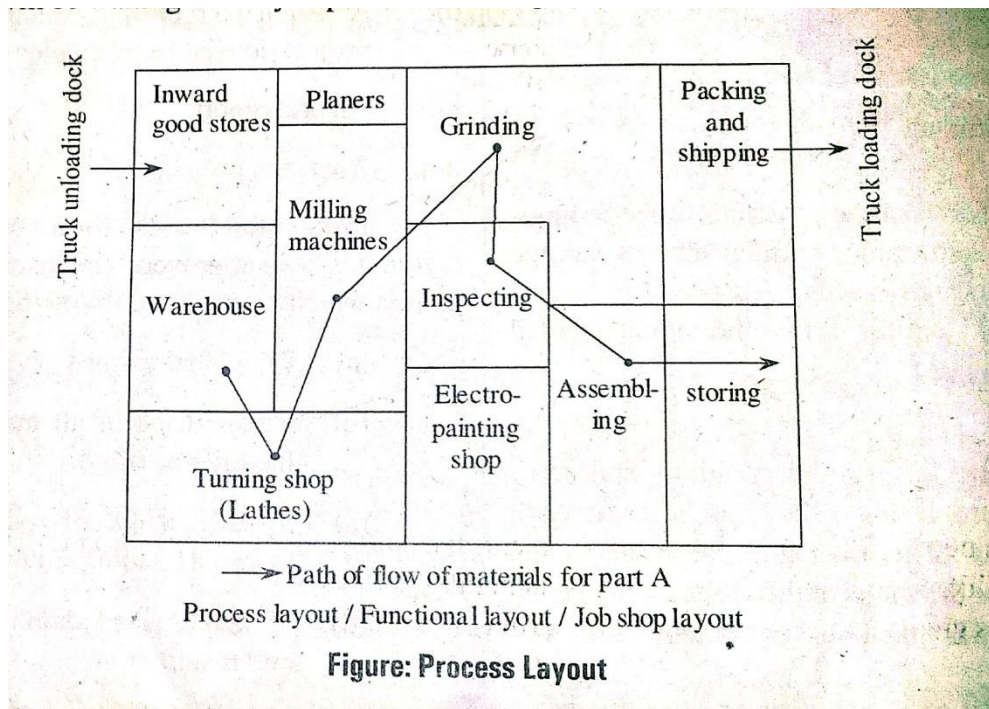 Truck unloading dock
Inward
good stores
Planers
Grinding
Packing
and
shipping
Truck loading dock
Milling
machines
Warehouse
Inspecting
Turning shop
(Lathes)
Electro-
painting
shop
Assembl-
ing
storing
Path of flow of materials for part A
Process layout / Functional layout / Job shop layout
Figure: Process Layout